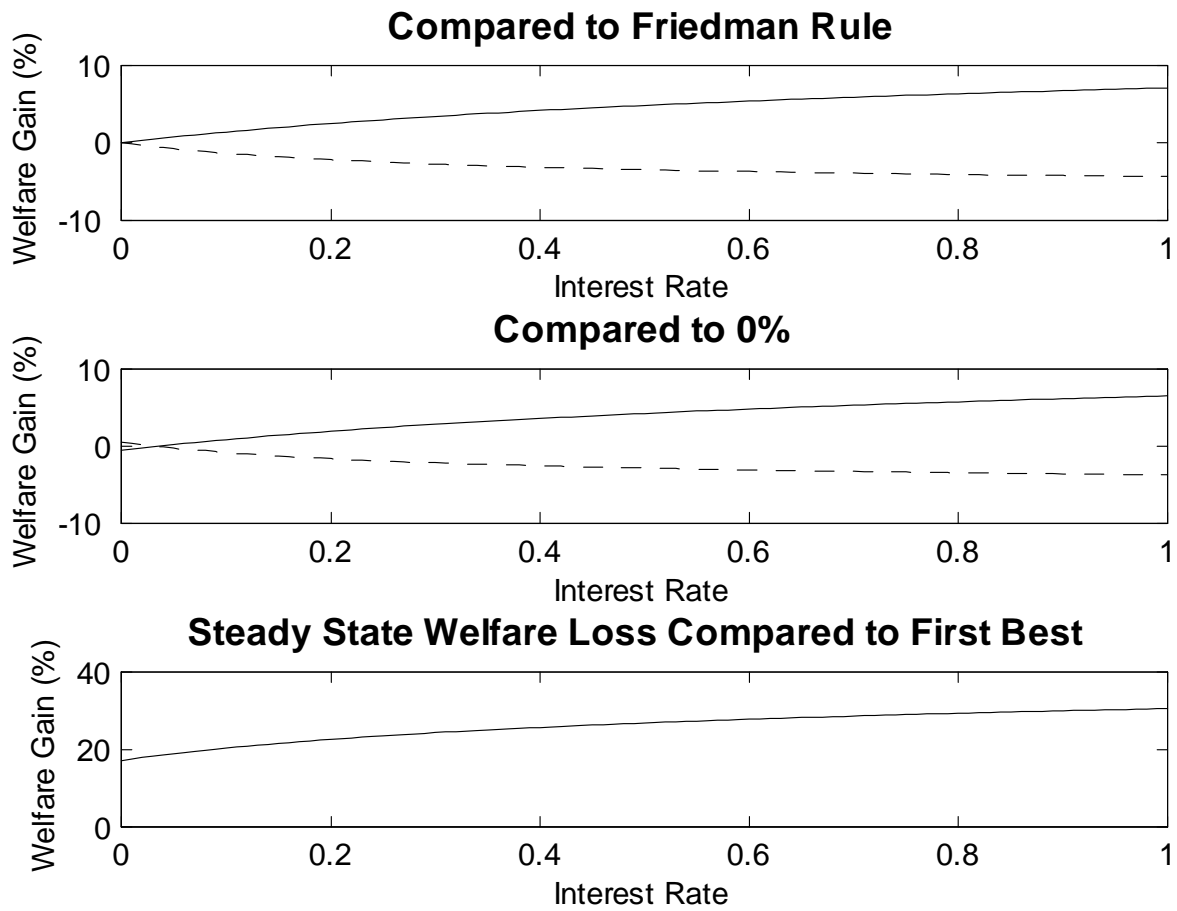 Compared to Friedman Rule
Welfare Gain (%)
10
0
-10
0 0.2 0.4 0.6 0.8 1
Interest Rate
Compared to 0%
Welfare Gain (%)
10
0
-10
0 0.2 0.4 0.6 0.8 1
Interest Rate
Steady State Welfare Loss Compared to First Best
Welfare Gain (%)
40
20
0
0 0.2 0.4 0.6 0.8 1
Interest Rate